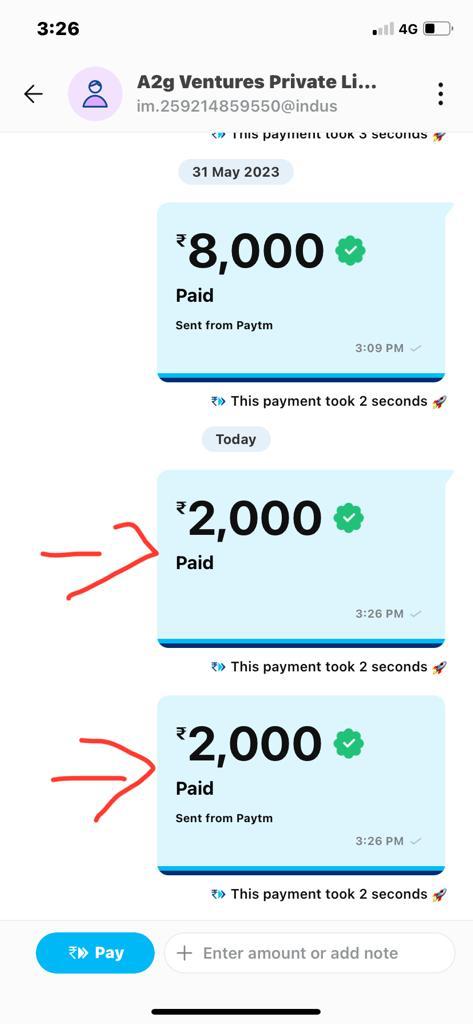 3:26
4G
A2g Ventures Private Li...
im.259214859550@indus
This payment took 3 seconds 🚀
31 May 2023
₹8,000
Paid
Sent from Paytm
3:09 PM
This payment took 2 seconds 🚀
Today
₹2,000
Paid
3:26 PM
This payment took 2 seconds 🚀
₹2,000
Paid
Sent from Paytm
3:26 PM
This payment took 2 seconds 🚀
Pay
Enter amount or add note